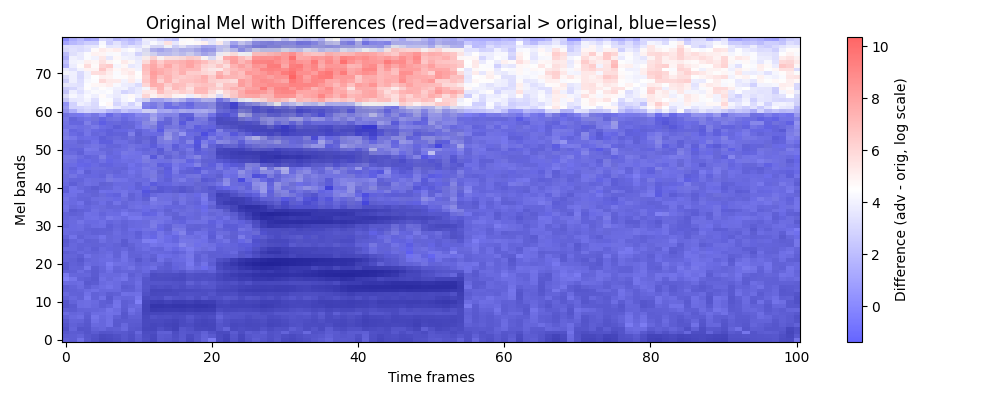 Original Mel with Differences (red=adversarial > original, blue=less)
Mel bands
70
60
50
40
30
20
10
0
0 20 40 60 80 100
Time frames
10
8
6
4
2
0
Difference (adv - orig, log scale)